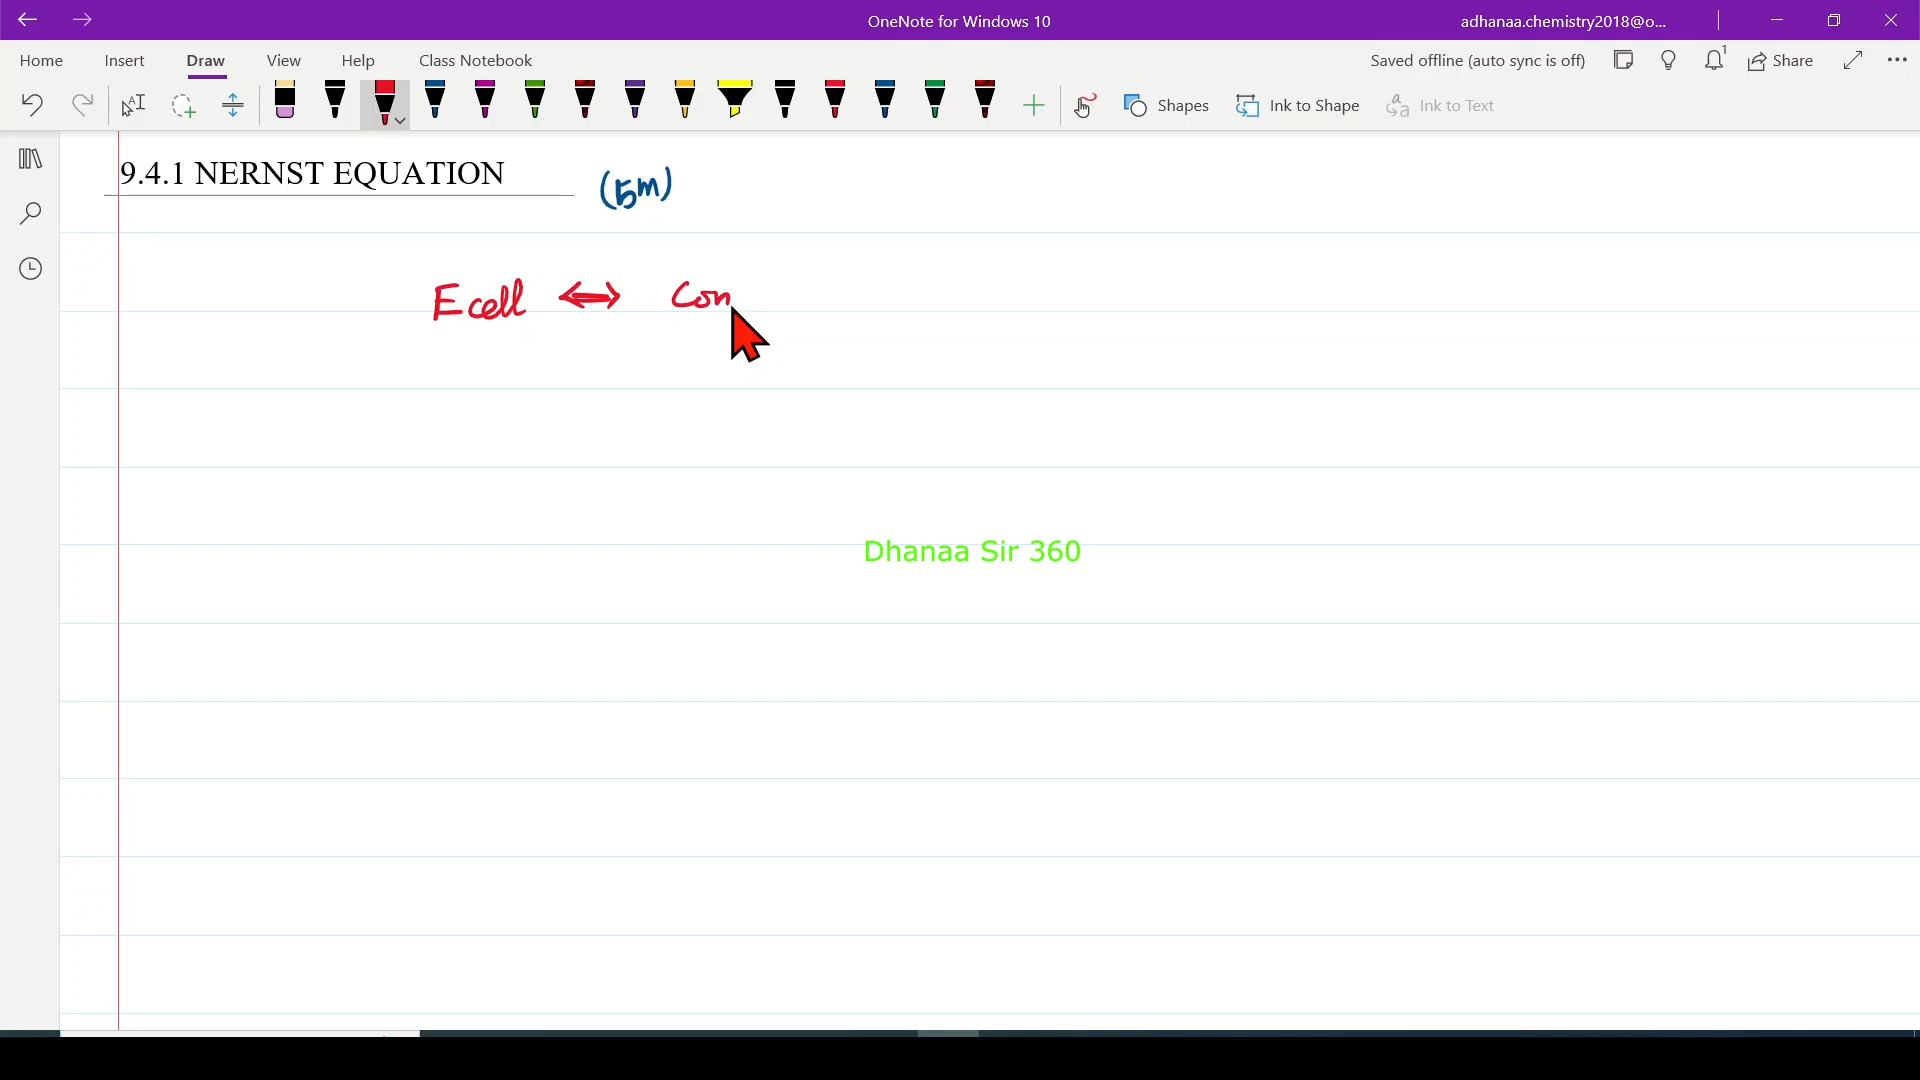 OneNote for Windows 10
adhanaa.chemistry2018@o...
Home Insert Draw View Help Class Notebook
Saved offline (auto sync is off)
1
Share
Shapes
Ink to Shape
Ink to Text
9.4.1 NERNST EQUATION
(5m)
Ecell ⟷ Con
Dhanaa Sir 360